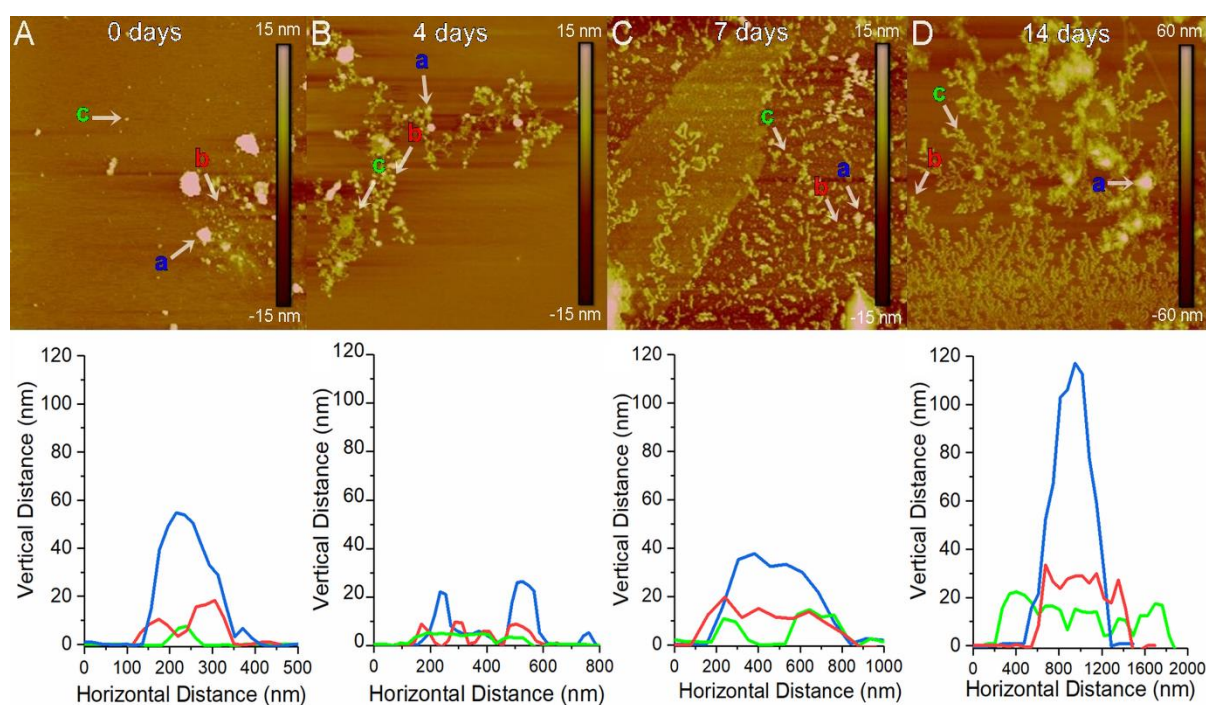 A 0 days 15 nm
c
b
a
-15 nm
B 4 days 15 nm
a
b
c
-15 nm
C 7 days 15 nm
c
a
b
-15 nm
D 14 days 60 nm
c
b
a
-60 nm
120
100
80
60
40
20
0
Vertical Distance (nm)
0 100 200 300 400 500
Horizontal Distance (nm)
120
100
80
60
40
20
0
Vertical Distance (nm)
0 200 400 600 800
Horizontal Distance (nm)
120
100
80
60
40
20
0
Vertical Distance (nm)
0 200 400 600 800 1000
Horizontal Distance (nm)
120
100
80
60
40
20
0
Vertical Distance (nm)
0 400 800 1200 1600 2000
Horizontal Distance (nm)